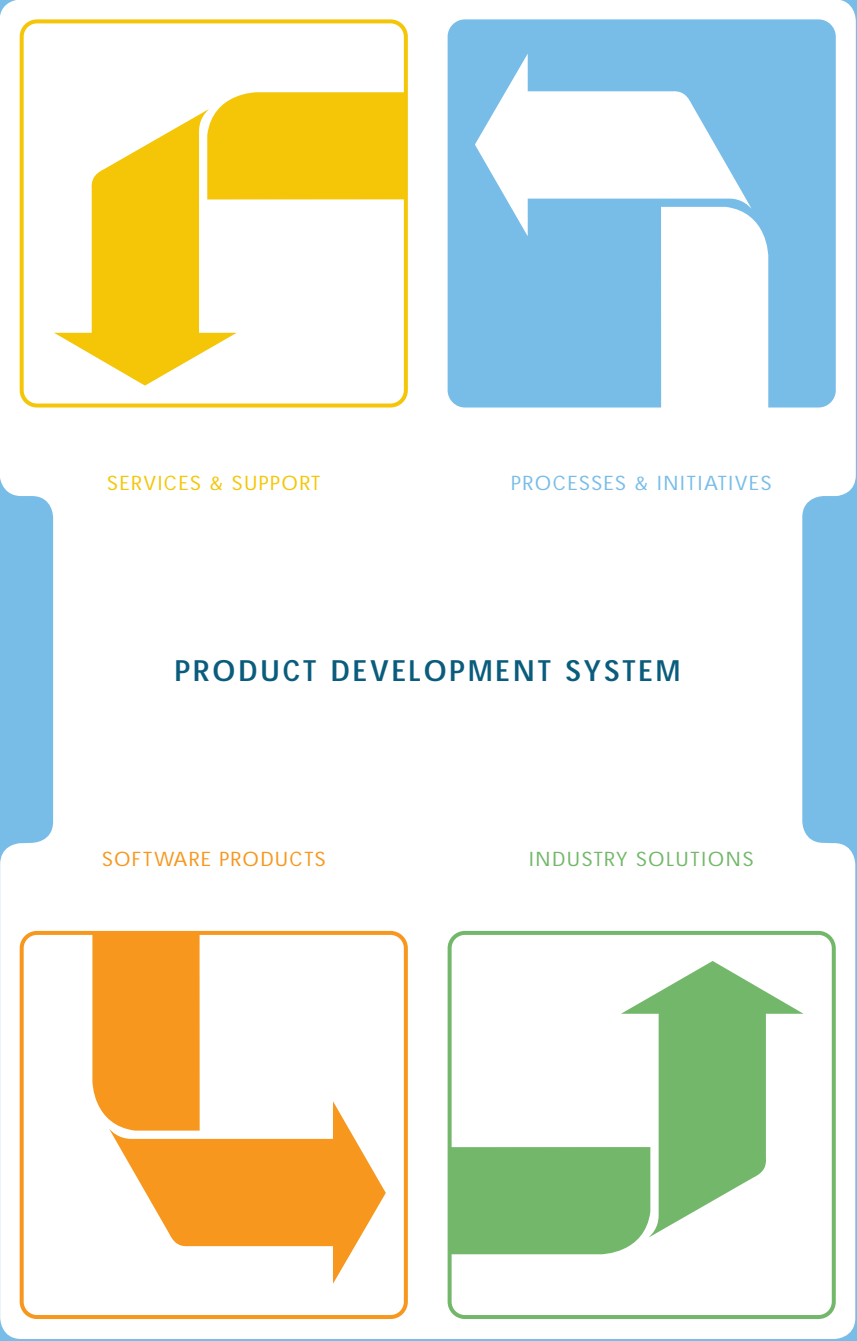 SERVICES & SUPPORT
PROCESSES & INITIATIVES
PRODUCT DEVELOPMENT SYSTEM
SOFTWARE PRODUCTS
INDUSTRY SOLUTIONS